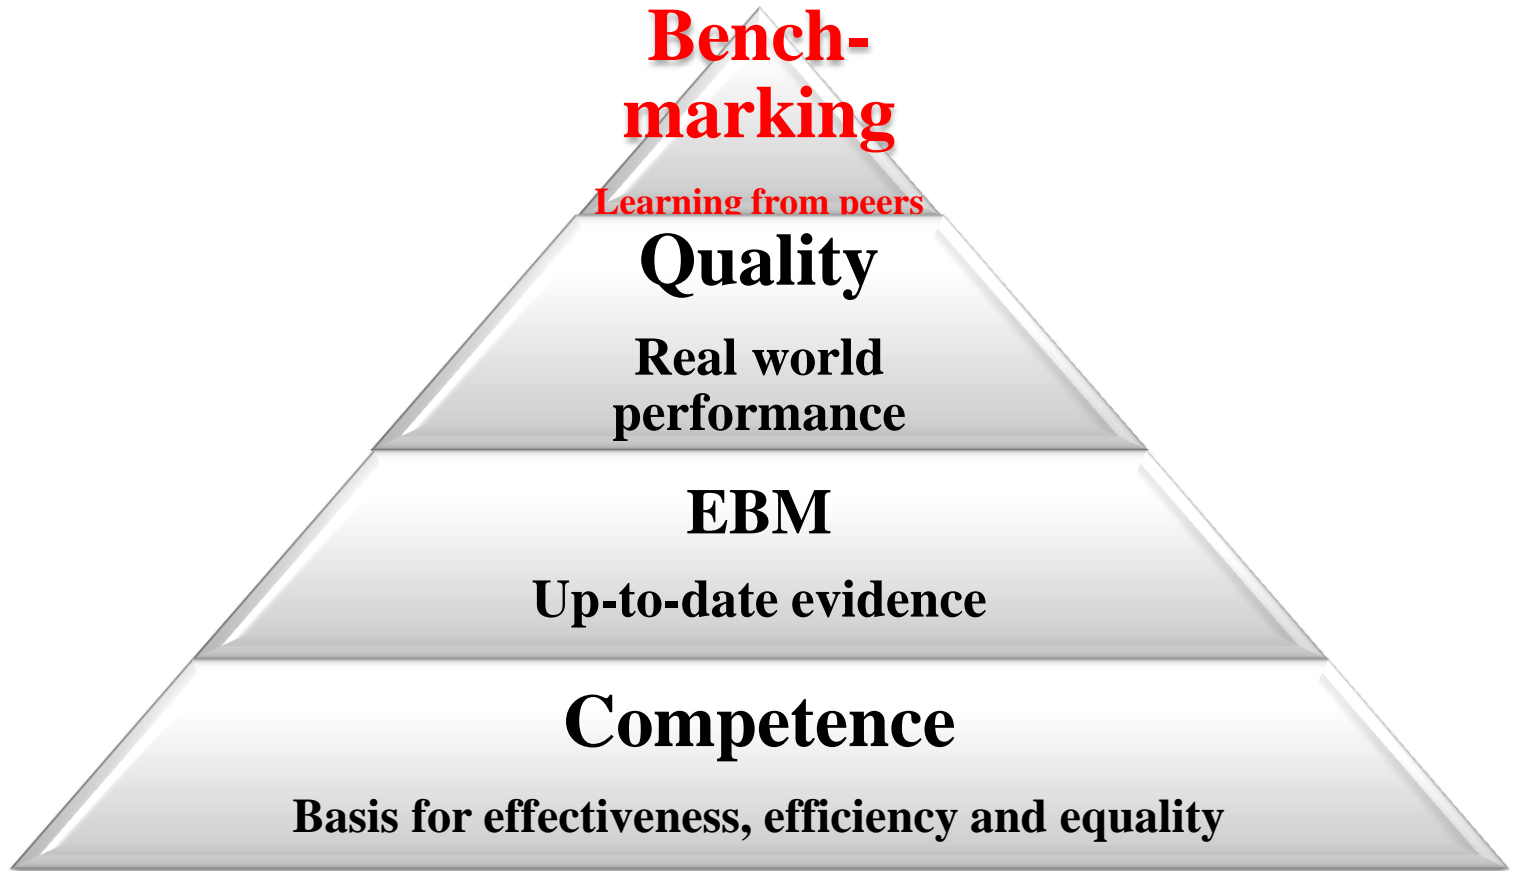 Bench-
marking
Learning from peers
Quality
Real world
performance
EBM
Up-to-date evidence
Competence
Basis for effectiveness, efficiency and equality